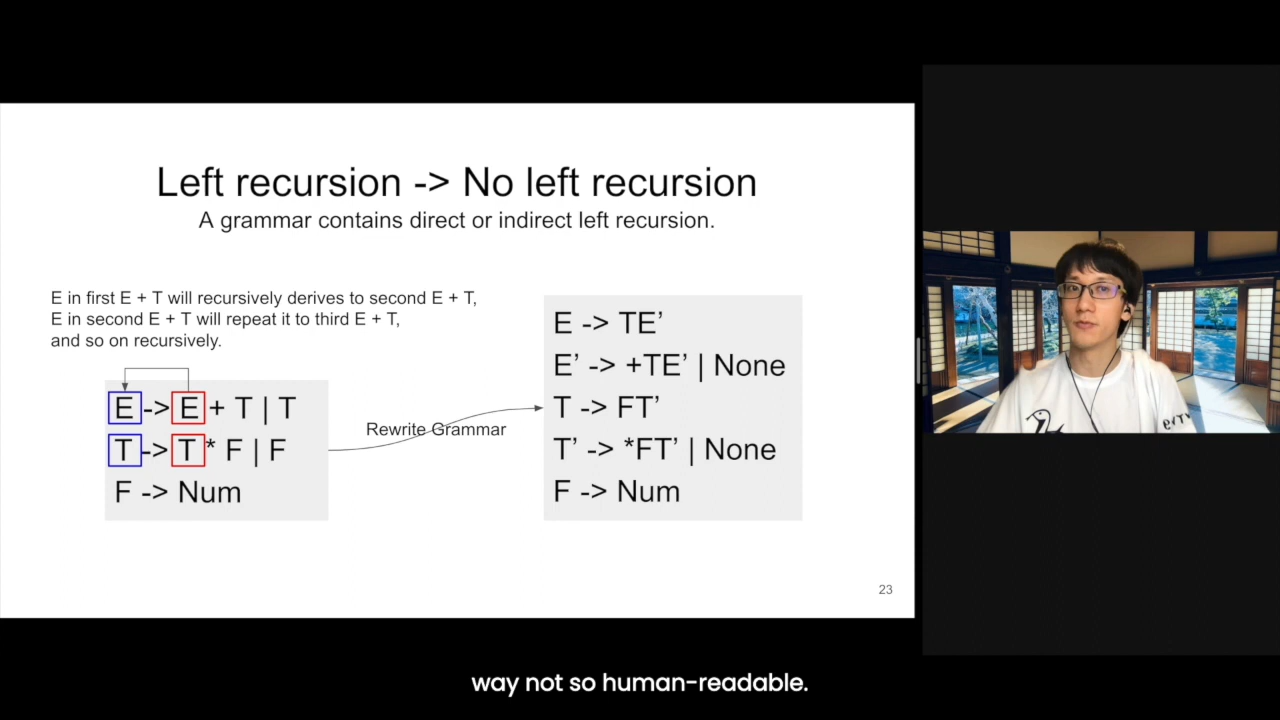 Left recursion -> No left recursion
A grammar contains direct or indirect left recursion.
E in first E + T will recursively derives to second E + T,
E in second E + T will repeat it to third E + T,
and so on recursively.
E -> E + T | T
T -> T * F | F
F -> Num
Rewrite Grammar
E -> TE’
E’ -> +TE’ | None
T -> FT’
T’ -> *FT’ | None
F -> Num
23
way not so human-readable.